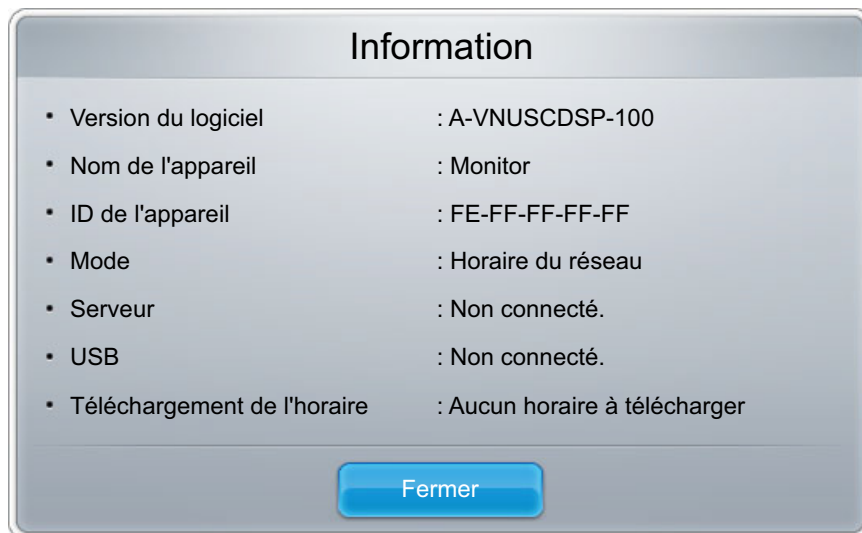 Information
• Version du logiciel : A-VNUSCDSP-100
• Nom de l'appareil : Monitor
• ID de l'appareil : FE-FF-FF-FF-FF
• Mode : Horaire du réseau
• Serveur : Non connecté.
• USB : Non connecté.
• Téléchargement de l'horaire : Aucun horaire à télécharger
Fermer